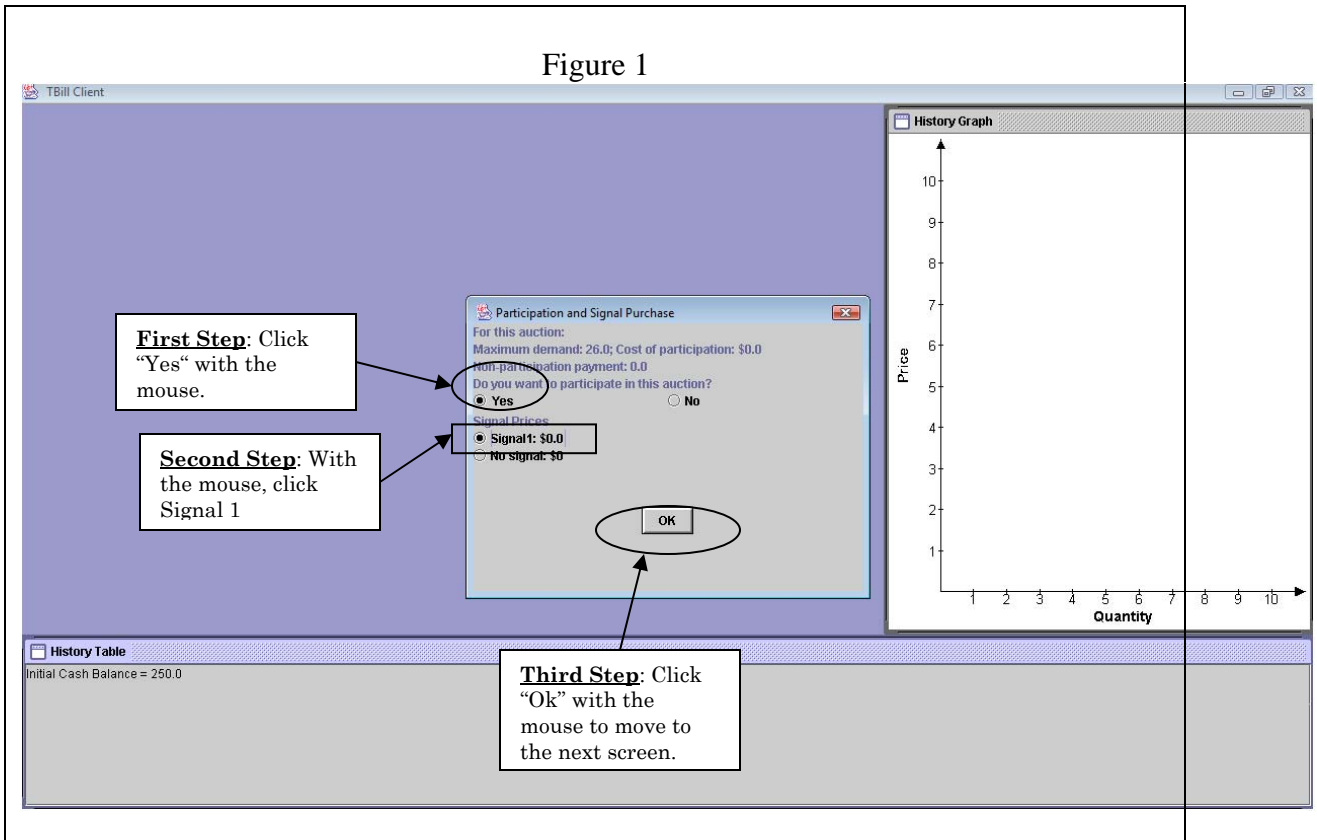 Figure 1
TBill Client
History Graph
10
9
8
7
6
5
4
3
2
1
Price
1 2 3 4 5 6 7 8 9 10
Quantity
Participation and Signal Purchase
For this auction:
Maximum demand: 26.0; Cost of participation: $0.0
Non-participation payment: 0.0
Do you want to participate in this auction?
Yes No
Signal Prices
Signal1: $0.0
No signal: $0
OK
First Step: Click
“Yes“ with the
mouse.
Second Step: With
the mouse, click
Signal 1
Third Step: Click
“Ok” with the
mouse to move to
the next screen.
History Table
Initial Cash Balance = 250.0